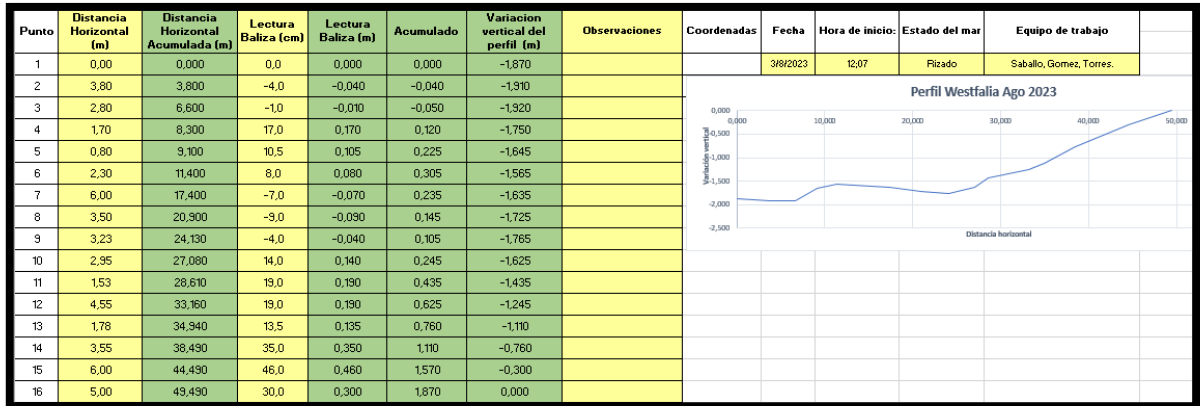 Punto Distancia Horizontal (m) Distancia Horizontal Acumulada (m) Lectura Baliza (cm) Lectura Baliza (m) Acumulado Variacion vertical del perfil (m) Observaciones Coordenadas Fecha Hora de inicio: Estado del mar Equipo de trabajo
1 0,00 0,000 0,0 0,000 0,000 -1,870 3/8/2023 12;07 Rizado Saballo, Gomez, Torres.
2 3,80 3,800 -4,0 -0,040 -0,040 -1,910
3 2,80 6,600 -1,0 -0,010 -0,050 -1,920
4 1,70 8,300 17,0 0,170 0,120 -1,750
5 0,80 9,100 10,5 0,105 0,225 -1,645
6 2,30 11,400 8,0 0,080 0,305 -1,565
7 6,00 17,400 -7,0 -0,070 0,235 -1,635
8 3,50 20,900 -9,0 -0,090 0,145 -1,725
9 3,23 24,130 -4,0 -0,040 0,105 -1,765
10 2,95 27,080 14,0 0,140 0,245 -1,625
11 1,53 28,610 19,0 0,190 0,435 -1,435
12 4,55 33,160 19,0 0,190 0,625 -1,245
13 1,78 34,940 13,5 0,135 0,760 -1,110
14 3,55 38,490 35,0 0,350 1,110 -0,760
15 6,00 44,490 46,0 0,460 1,570 -0,300
16 5,00 49,490 30,0 0,300 1,870 0,000
Perfil Westfalia Ago 2023
0,000
0,000 10,000 20,000 30,000 40,000 50,000
-0,500
-1,000
-1,500
-2,000
-2,500
Variación vertical
Distancia horizontal